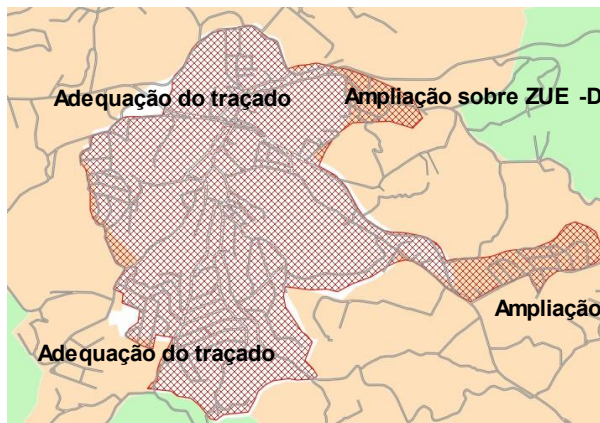 Adequação do traçado
Ampliação sobre ZUE -D
Ampliação
Adequação do traçado